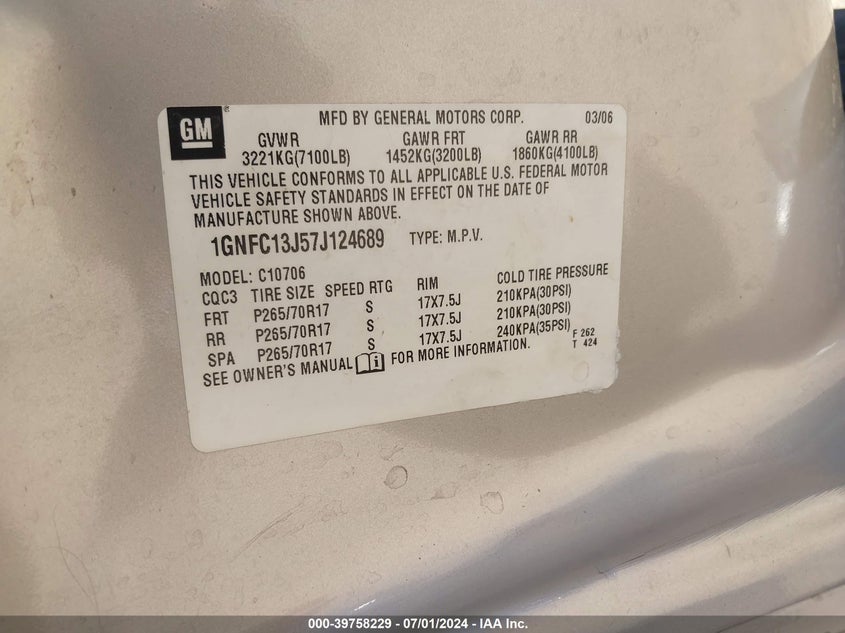 GM ®
MFD BY GENERAL MOTORS CORP. 03/06
GVWR GAWR FRT GAWR RR
3221KG(7100LB) 1452KG(3200LB) 1860KG(4100LB)
THIS VEHICLE CONFORMS TO ALL APPLICABLE U.S. FEDERAL MOTOR
VEHICLE SAFETY STANDARDS IN EFFECT ON THE DATE OF
MANUFACTURE SHOWN ABOVE.
1GNFC13J57J124689 TYPE: M.P.V.
MODEL: C10706
CQC3 TIRE SIZE SPEED RTG RIM COLD TIRE PRESSURE
FRT P265/70R17 S 17X7.5J 210KPA(30PSI)
RR P265/70R17 S 17X7.5J 210KPA(30PSI)
SPA P265/70R17 S 17X7.5J 240KPA(35PSI)
SEE OWNER'S MANUAL i FOR MORE INFORMATION.
F 262
T 424
000-39758229 - 07/01/2024 - IAA Inc.